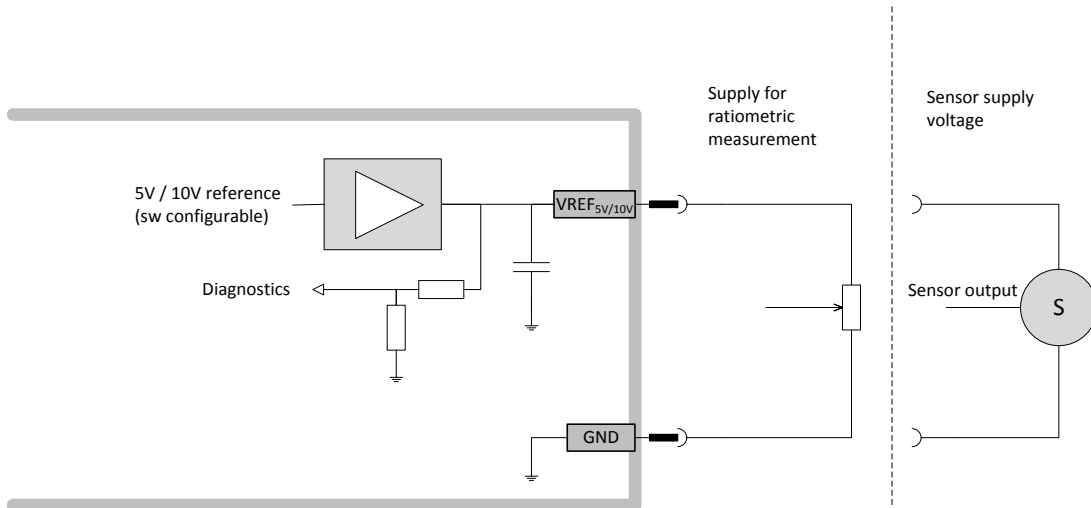 Supply for
ratiometric
measurement
Sensor supply
voltage
5V / 10V reference
(sw configurable)
VREF5V/10V
Diagnostics
Sensor output
S
GND